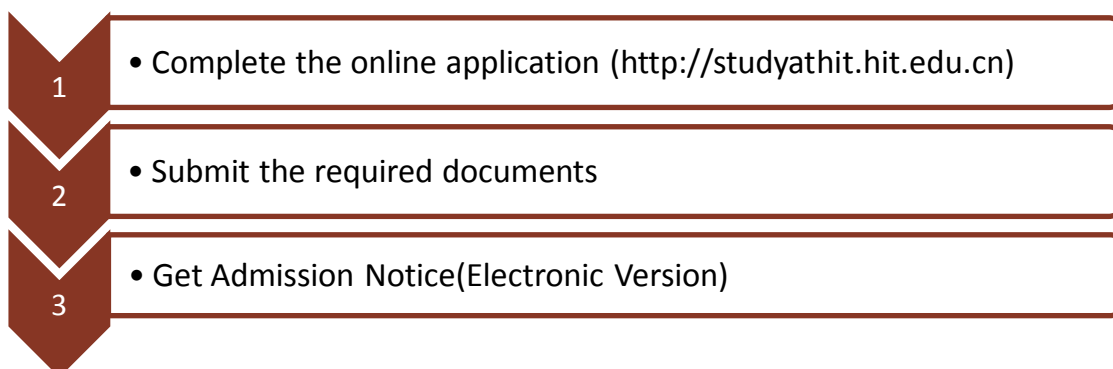 1
• Complete the online application (http://studyathit.hit.edu.cn)
2
• Submit the required documents
3
• Get Admission Notice(Electronic Version)